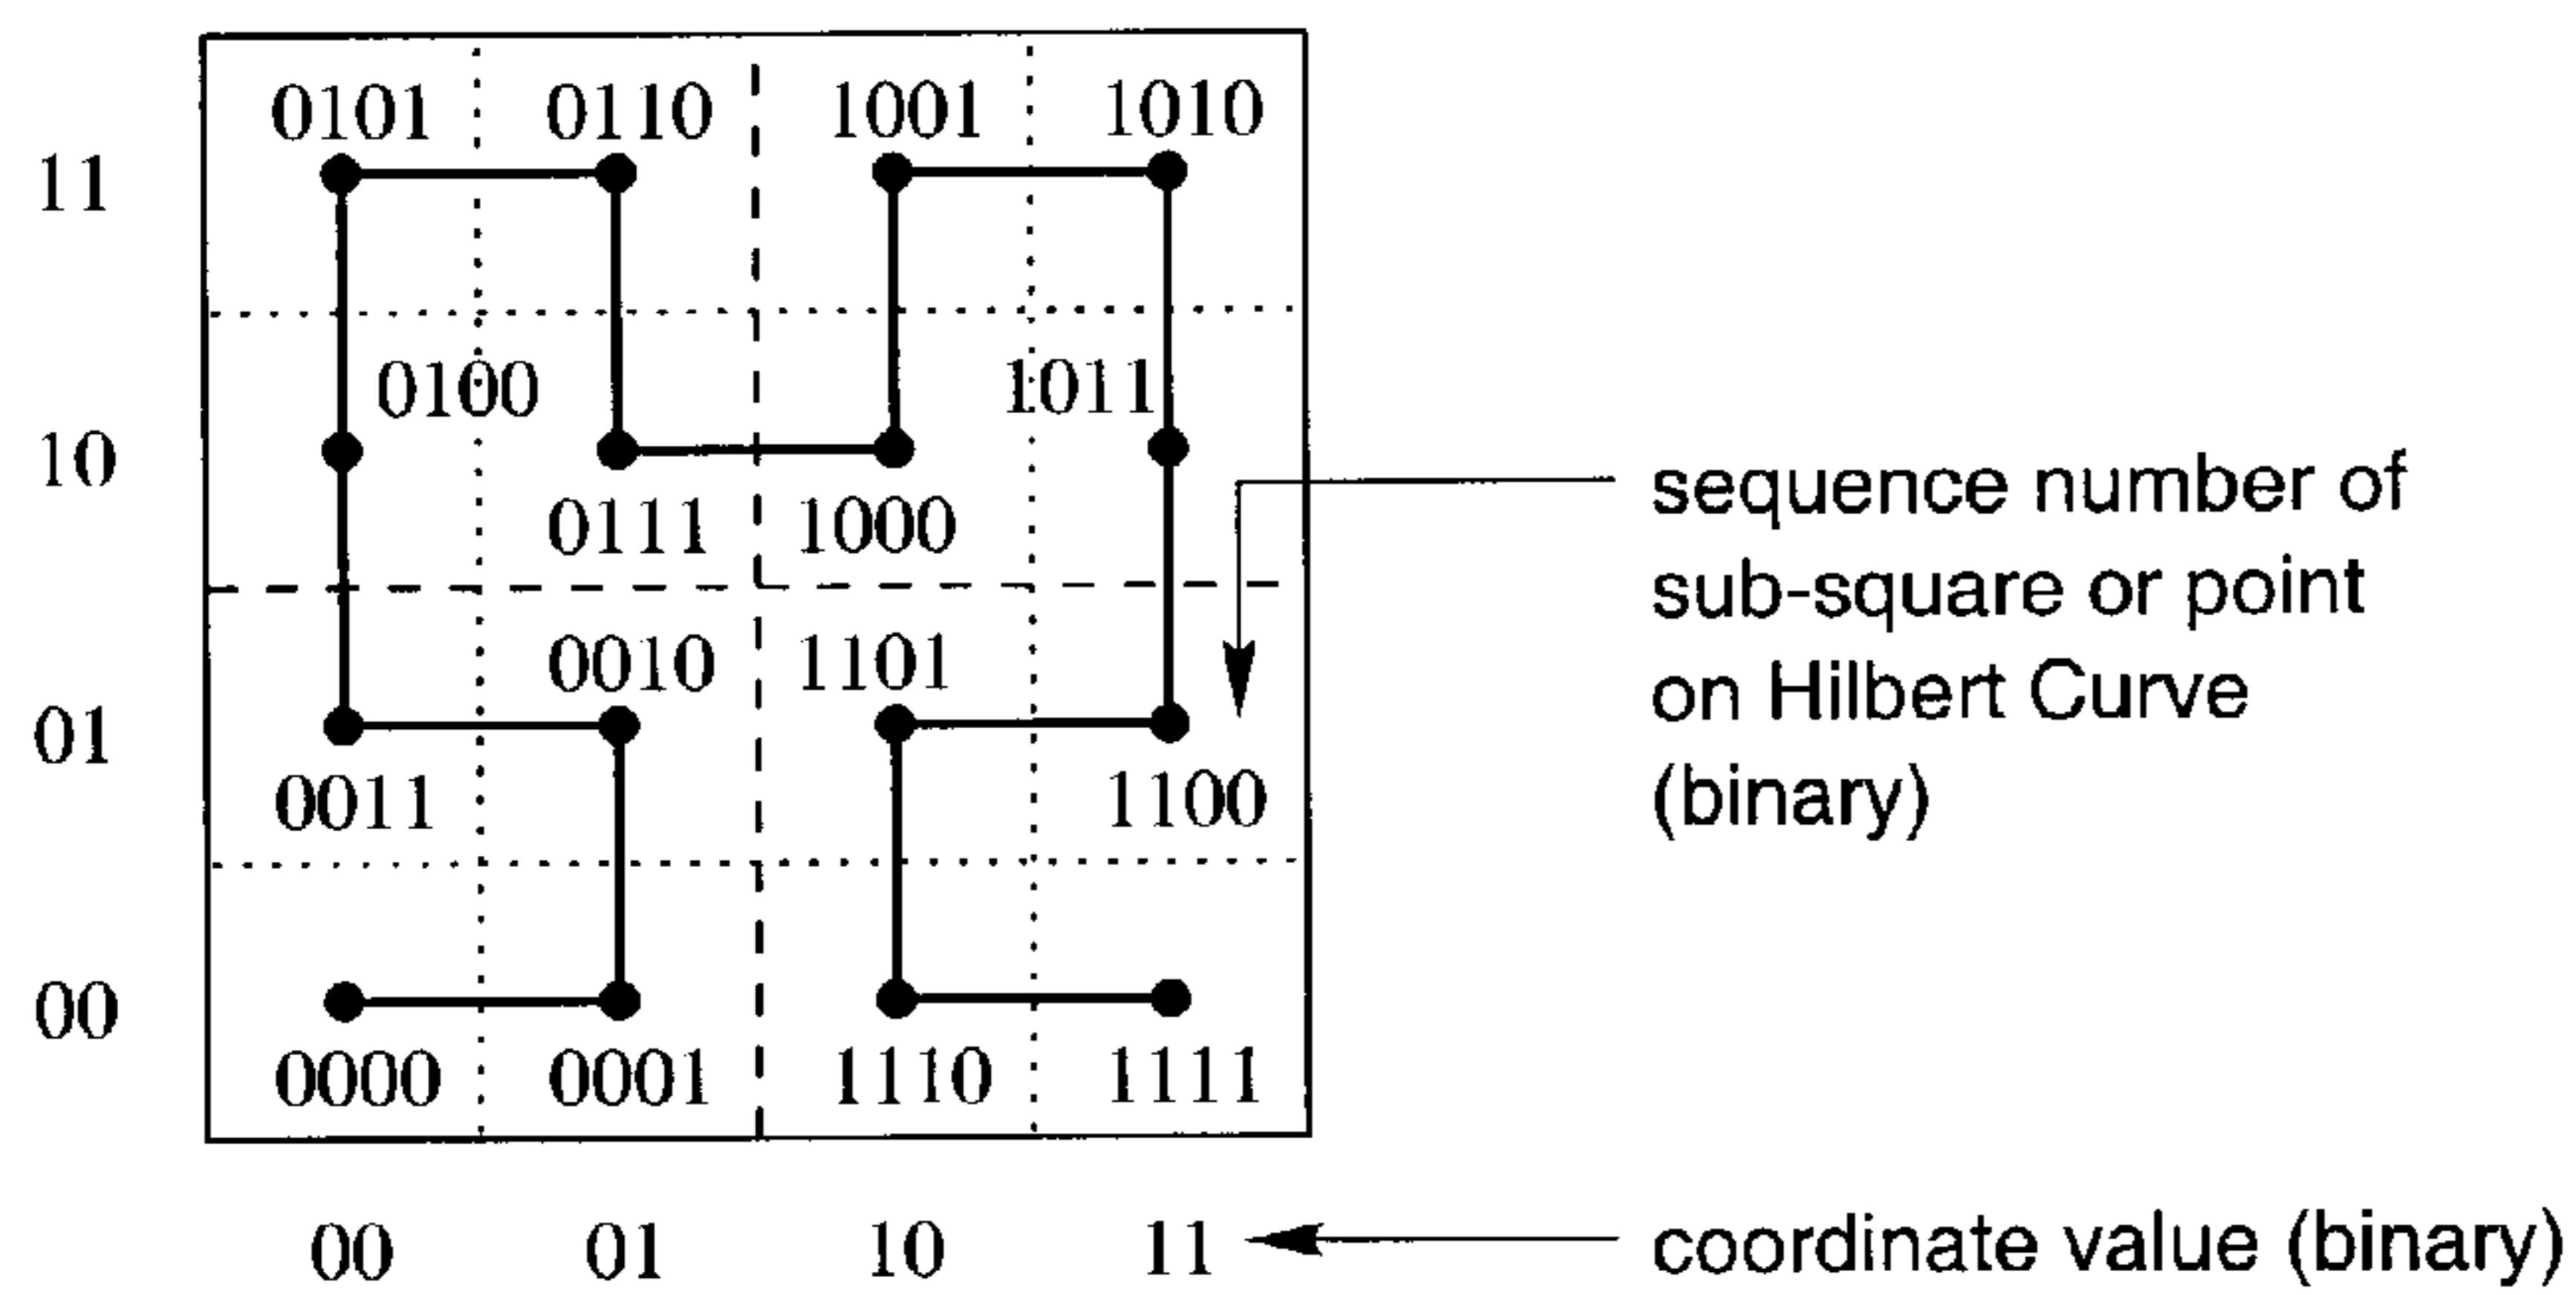 0101 0110 1001 1010
11
0100 1011
10
0111 1000
sequence number of
sub-square or point
on Hilbert Curve
(binary)
0010 1101
01
0011 1100
00
0000 0001 1110 1111
00 01 10 11
coordinate value (binary)